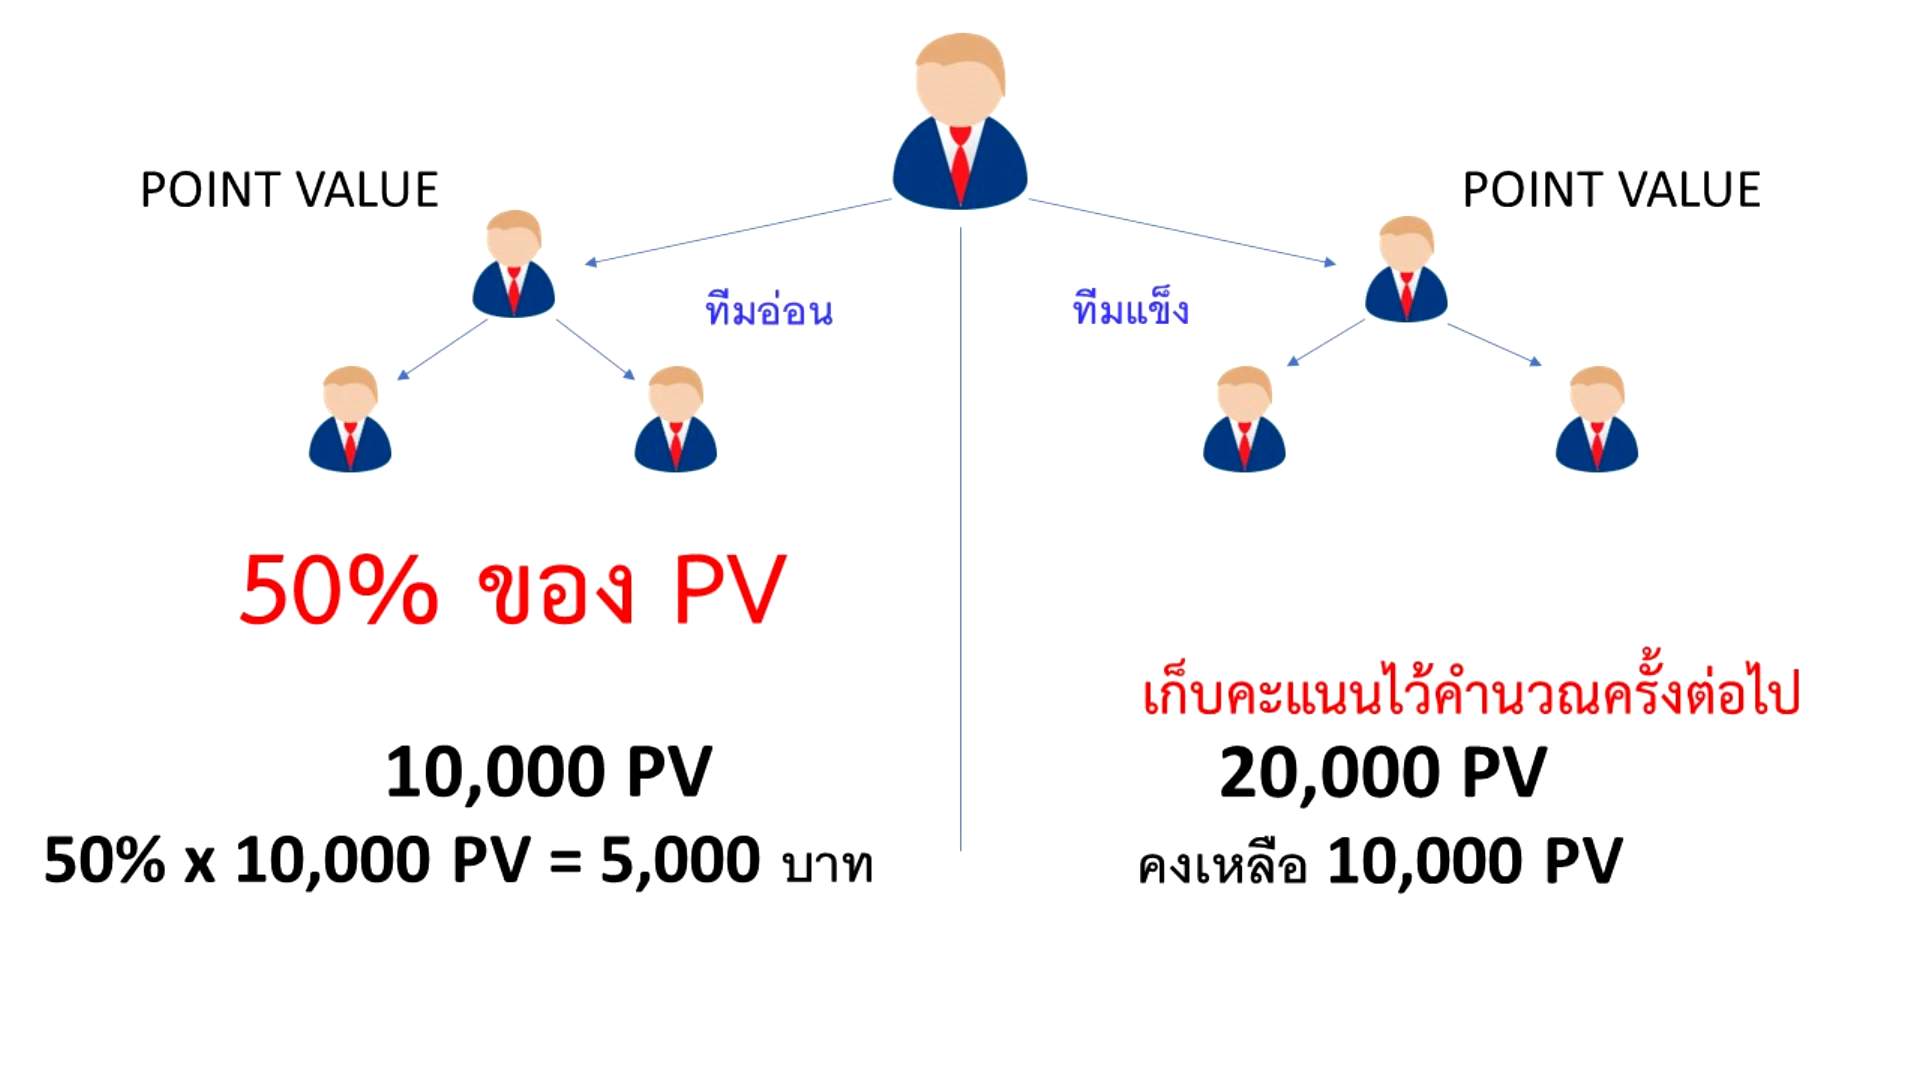 POINT VALUE
POINT VALUE
ทีมอ่อน
ทีมแข็ง
50% ของ PV
เก็บคะแนนไว้คำนวณครั้งต่อไป
10,000 PV
20,000 PV
50% x 10,000 PV = 5,000 บาท
คงเหลือ 10,000 PV